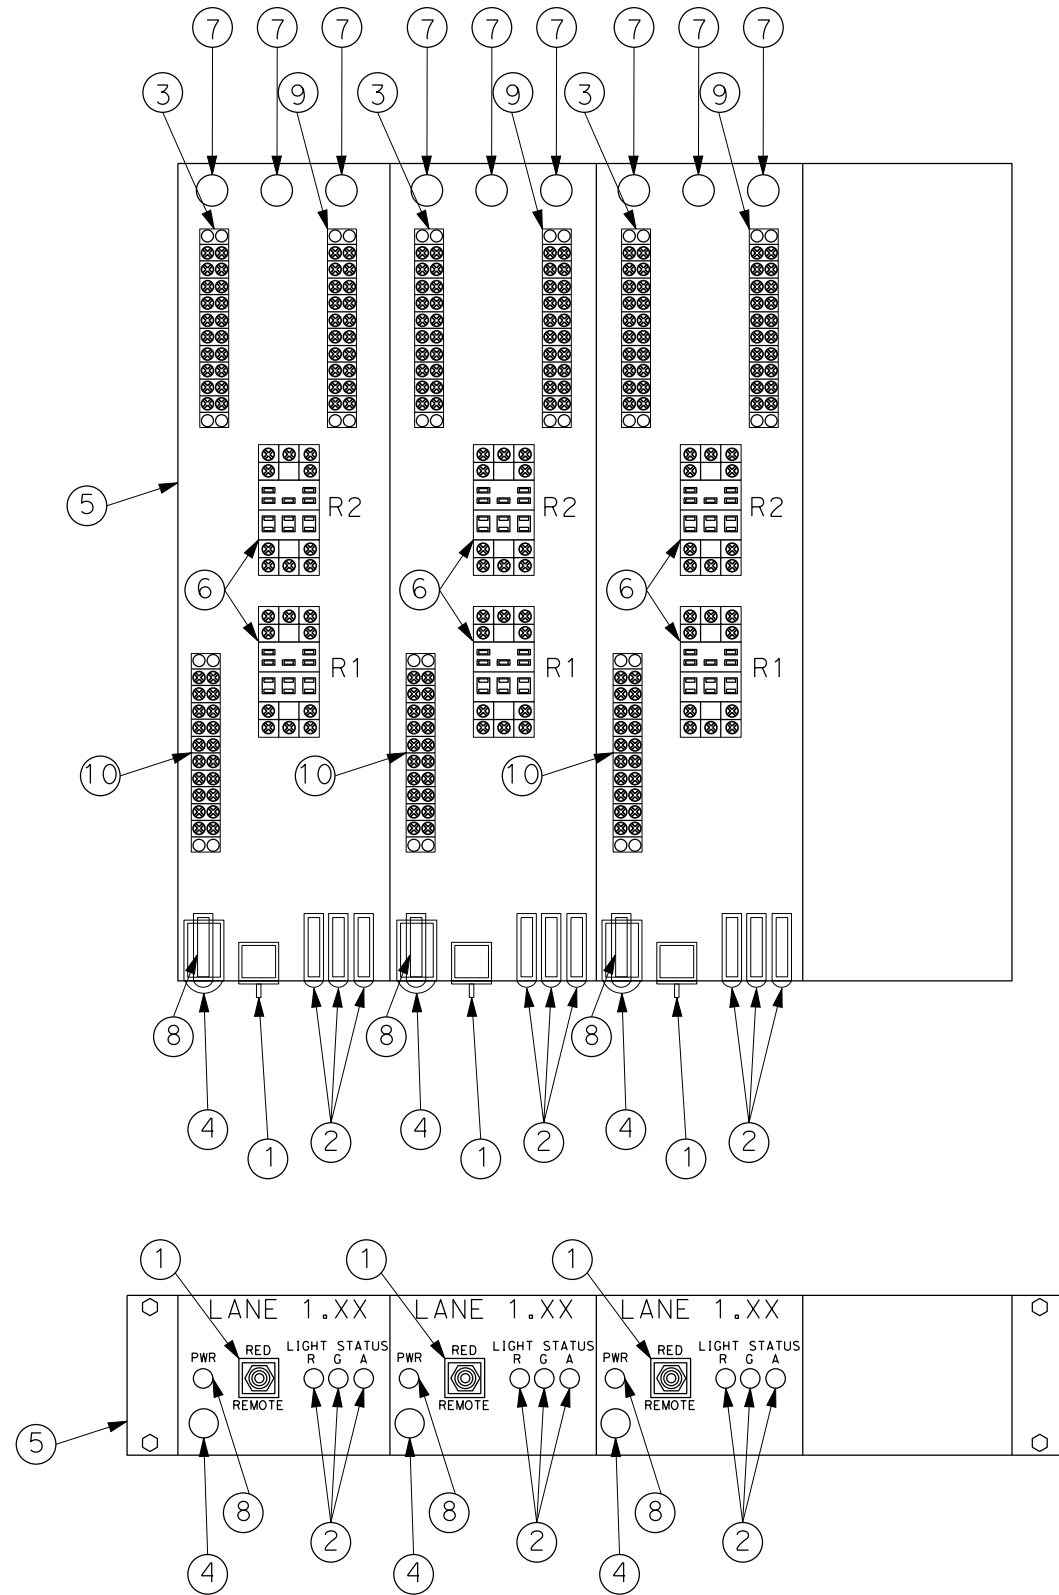 7 7 7 7 7 7 7 7 7
3 9 3 9 3 9
5
R2 R2 R2
6 6 6
R1 R1 R1
10 10 10
8 8 8
4 1 2 4 1 2 4 1 2
1 1 1
LANE 1.XX LANE 1.XX LANE 1.XX
RED LIGHT STATUS RED LIGHT STATUS RED LIGHT STATUS
PWR R G A PWR R G A PWR R G A
REMOTE REMOTE REMOTE
5
8 8 8
4 2 4 2 4 2